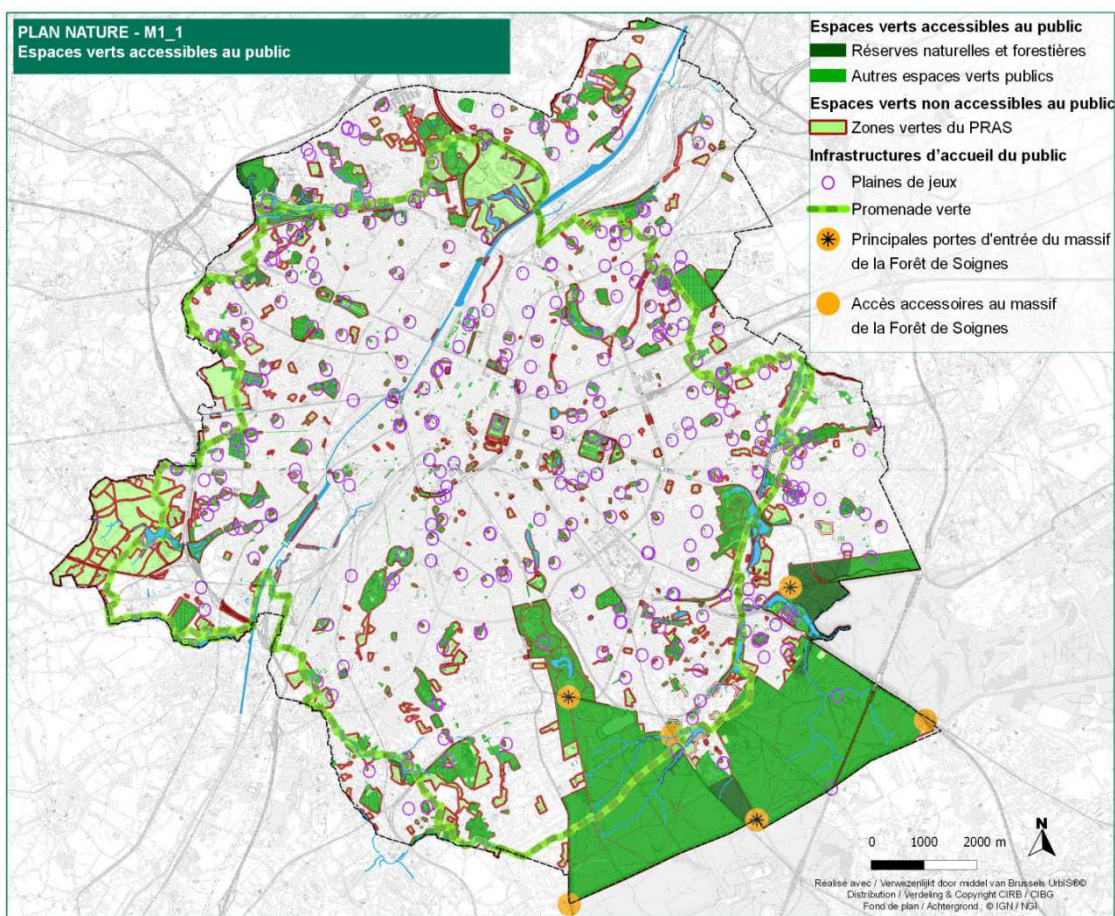 PLAN NATURE - M1_1
Espaces verts accessibles au public
Espaces verts accessibles au public
Réserves naturelles et forestières
Autres espaces verts publics
Espaces verts non accessibles au public
Zones vertes du PRAS
Infrastructures d'accueil du public
Plaines de jeux
Promenade verte
Principales portes d'entrée du massif
de la Forêt de Soignes
Accès accessoires au massif
de la Forêt de Soignes
N
0 1000 2000 m
Réalisé avec / Verwezenlijkt door middel van Brussels UrbIS®©
Distribution / Verdeling & Copyright CIRB / CIBG
Fond de plan / Achtergrond : © IGN / NGI